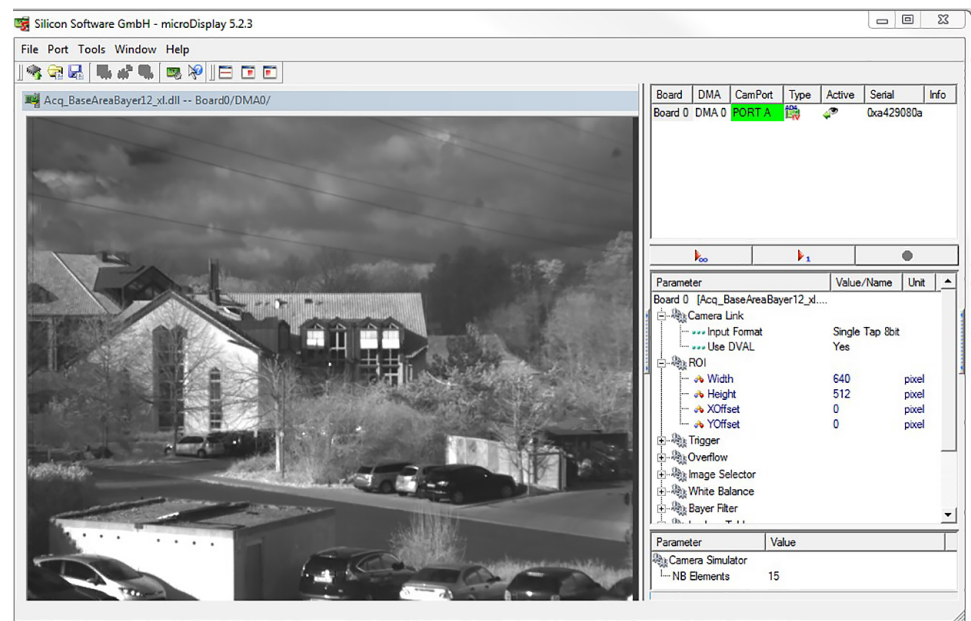 Silicon Software GmbH - microDisplay 5.2.3
File Port Tools Window Help
Acq_BaseAreaBayer12_xl.dll -- Board0/DMA0/
Board DMA CamPort Type Active Serial Info
Board 0 DMA 0 PORT A 0xa429080a
∞ 1
Parameter Value/Name Unit
Board 0 [Acq_BaseAreaBayer12_xl....
Camera Link
Input Format Single Tap 8bit
Use DVAL Yes
ROI
Width 640 pixel
Height 512 pixel
XOffset 0 pixel
YOffset 0 pixel
Trigger
Overflow
Image Selector
White Balance
Bayer Filter
Parameter Value
Camera Simulator
NB Elements 15